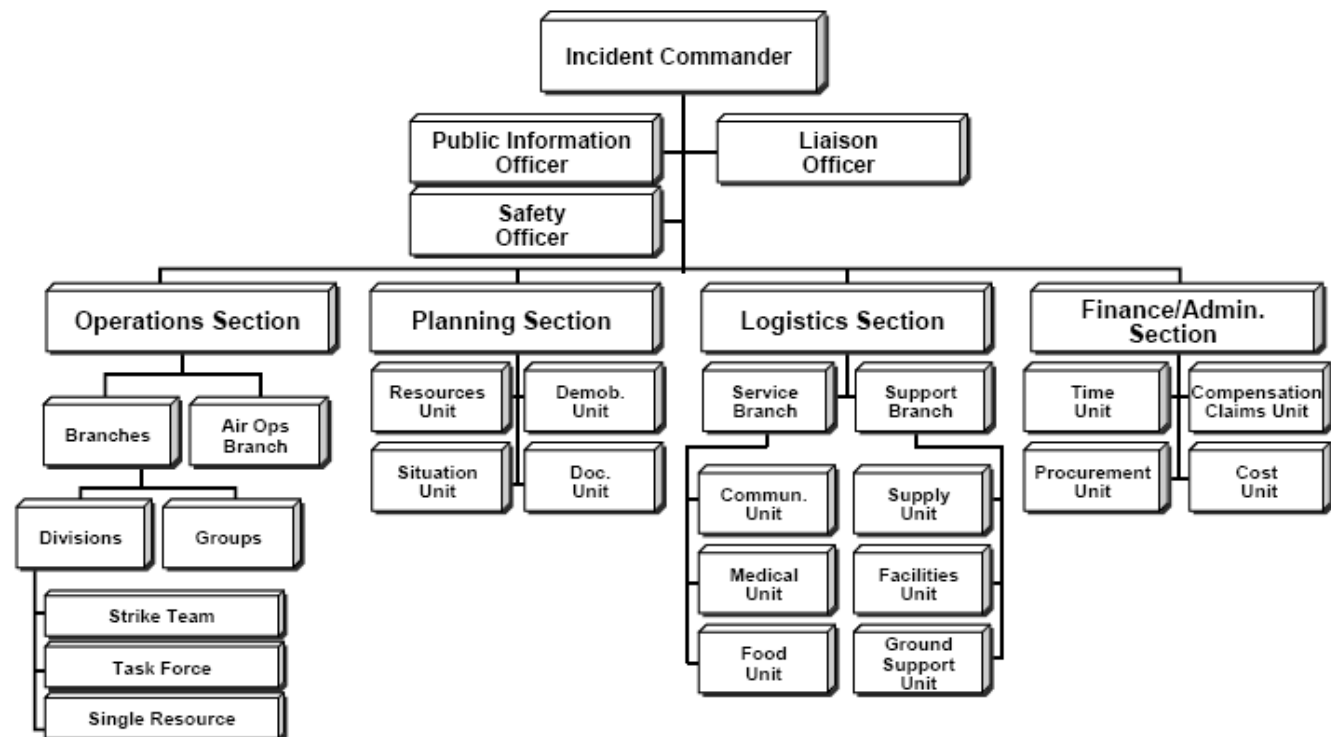 Incident Commander
Public Information
Officer
Liaison
Officer
Safety
Officer
Operations Section
Planning Section
Logistics Section
Finance/Admin.
Section
Branches
Air Ops
Branch
Divisions
Groups
Strike Team
Task Force
Single Resource
Resources
Unit
Demob.
Unit
Situation
Unit
Doc.
Unit
Service
Branch
Support
Branch
Commun.
Unit
Supply
Unit
Medical
Unit
Facilities
Unit
Food
Unit
Ground
Support
Unit
Time
Unit
Compensation
Claims Unit
Procurement
Unit
Cost
Unit